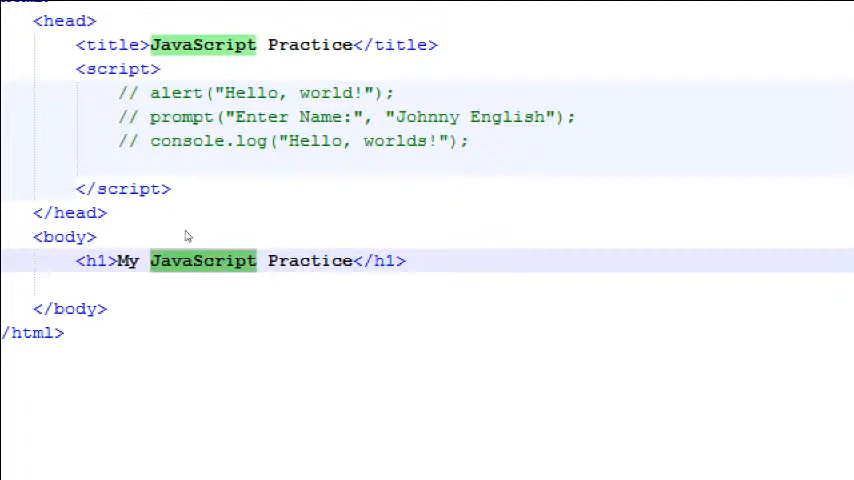 <head>
<title>JavaScript Practice</title>
<script>
// alert("Hello, world!");
// prompt("Enter Name:", "Johnny English");
// console.log("Hello, worlds!");
</script>
</head>
<body>
<h1>My JavaScript Practice</h1>
</body>
/html>